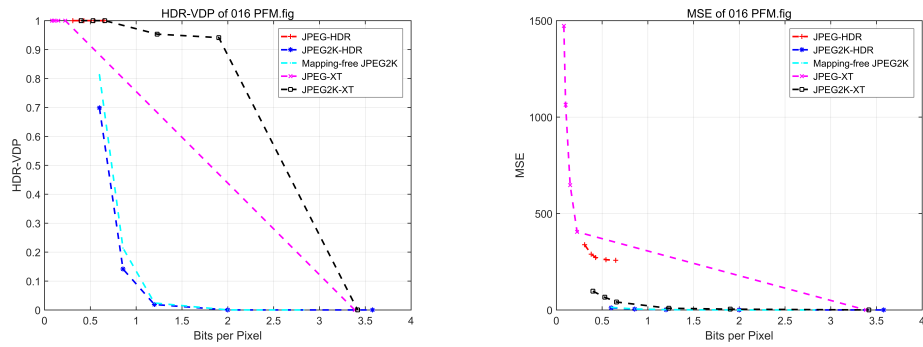 HDR-VDP of 016 PFM.fig
HDR-VDP
1
0.9
0.8
0.7
0.6
0.5
0.4
0.3
0.2
0.1
0
0 0.5 1 1.5 2 2.5 3 3.5 4
Bits per Pixel
JPEG-HDR
JPEG2K-HDR
Mapping-free JPEG2K
JPEG-XT
JPEG2K-XT
MSE of 016 PFM.fig
MSE
1500
1000
500
0
0 0.5 1 1.5 2 2.5 3 3.5 4
Bits per Pixel
JPEG-HDR
JPEG2K-HDR
Mapping-free JPEG2K
JPEG-XT
JPEG2K-XT